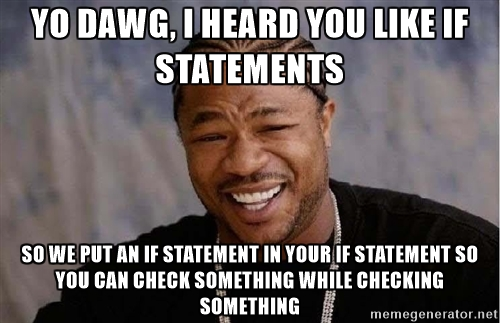 YO DAWG, I HEARD YOU LIKE IF
STATEMENTS
SO WE PUT AN IF STATEMENT IN YOUR IF STATEMENT SO
YOU CAN CHECK SOMETHING WHILE CHECKING
SOMETHING
memegenerator.net